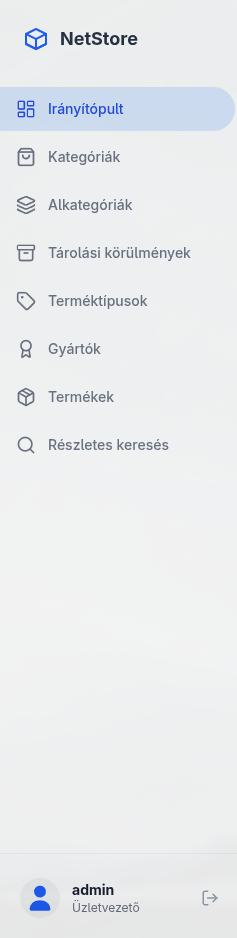 NetStore
Irányítópult
Kategóriák
Alkategóriák
Tárolási körülmények
Terméktípusok
Gyártók
Termékek
Részletes keresés
admin
Üzletvezető